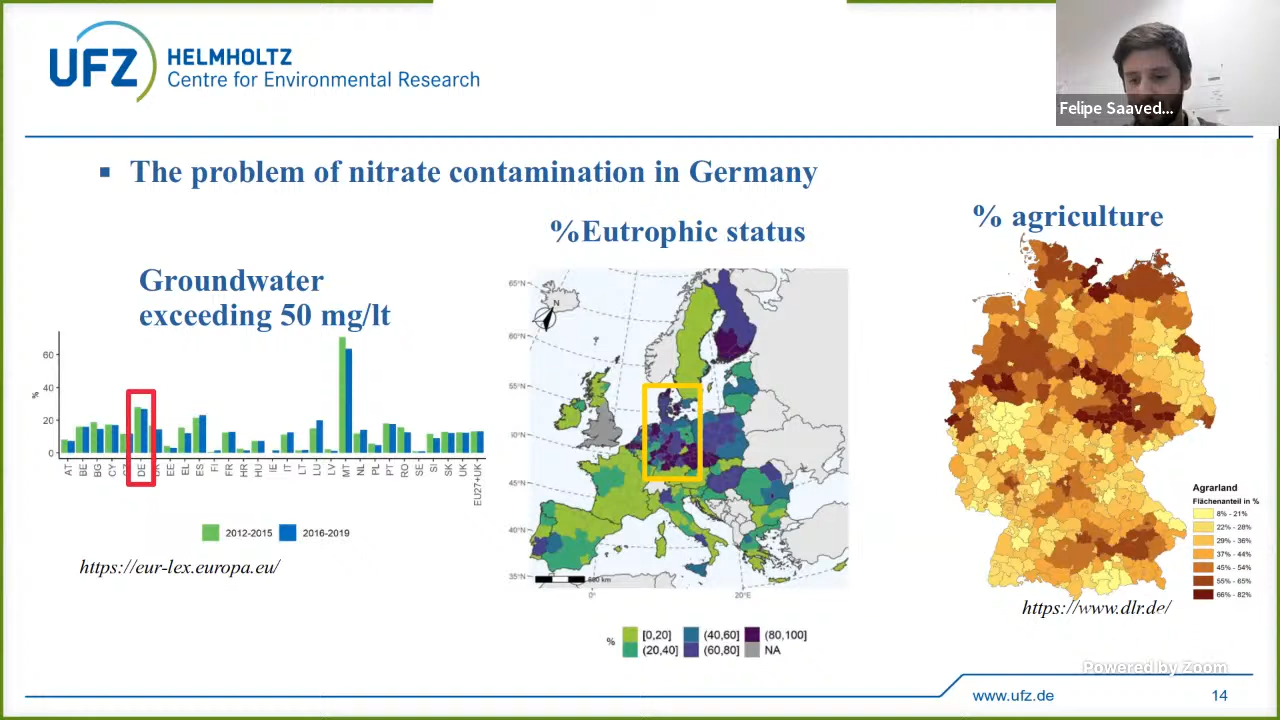 UFZ HELMHOLTZ
Centre for Environmental Research
Felipe Saaved...
▪ The problem of nitrate contamination in Germany
Groundwater
exceeding 50 mg/lt
%
60
40
20
0
AT BE BG CY DE EE EL ES FI FR HR HU IE IT LT LU LV MT NL PL PT RO SE SI SK UK EU27+UK
2012-2015 2016-2019
https://eur-lex.europa.eu/
%Eutrophic status
65°N
60°N
55°N
50°N
45°N
40°N
35°N
N
km
0° 20°E
% [0,20] (40,60] (80,100]
(20,40] (60,80] NA
% agriculture
Agrarland
Flächenanteil in %
8% - 21%
22% - 28%
29% - 36%
37% - 44%
45% - 54%
55% - 65%
66% - 82%
https://www.dlr.de/
Powered by Zoom
www.ufz.de 14